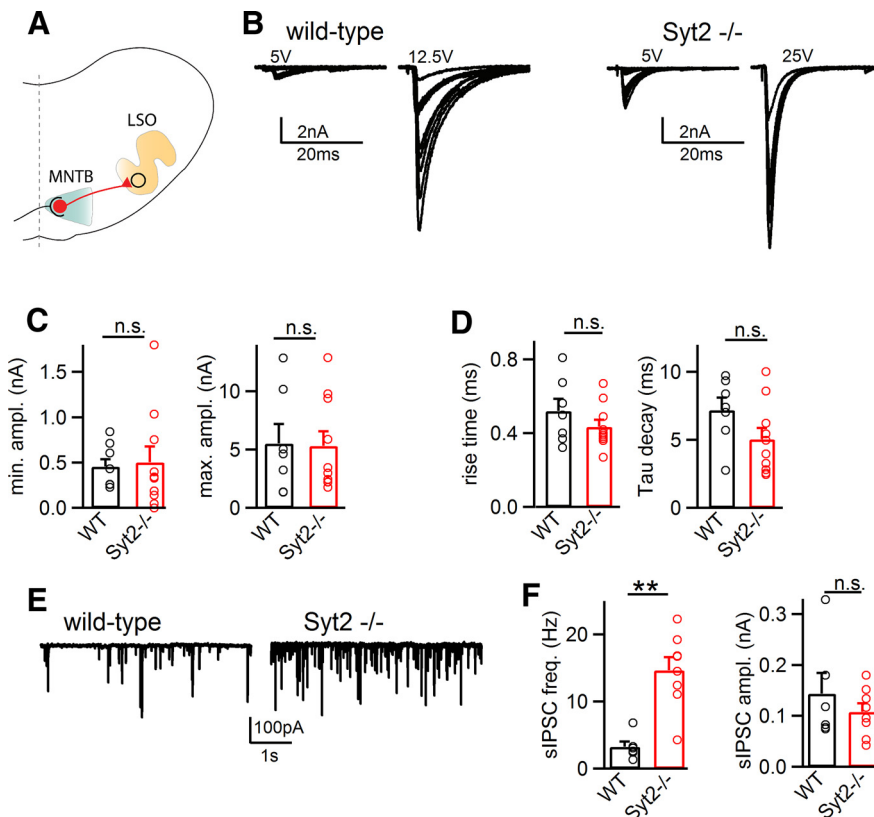 A
LSO
MNTB
B
wild-type
5V
12.5V
2nA
20ms
Syt2 -/-
5V
25V
2nA
20ms
C
min. ampl. (nA)
1.5
1.0
0.5
0.0
n.s.
WT
Syt2-/-
max. ampl. (nA)
10
5
0
n.s.
WT
Syt2-/-
D
rise time (ms)
0.8
0.4
0.0
n.s.
WT
Syt2-/-
Tau decay (ms)
10
5
0
n.s.
WT
Syt2-/-
E
wild-type
Syt2 -/-
100pA
1s
F
sIPSC freq. (Hz)
20
10
0
**
WT
Syt2-/-
sIPSC ampl. (nA)
0.3
0.2
0.1
0.0
n.s.
WT
Syt2-/-